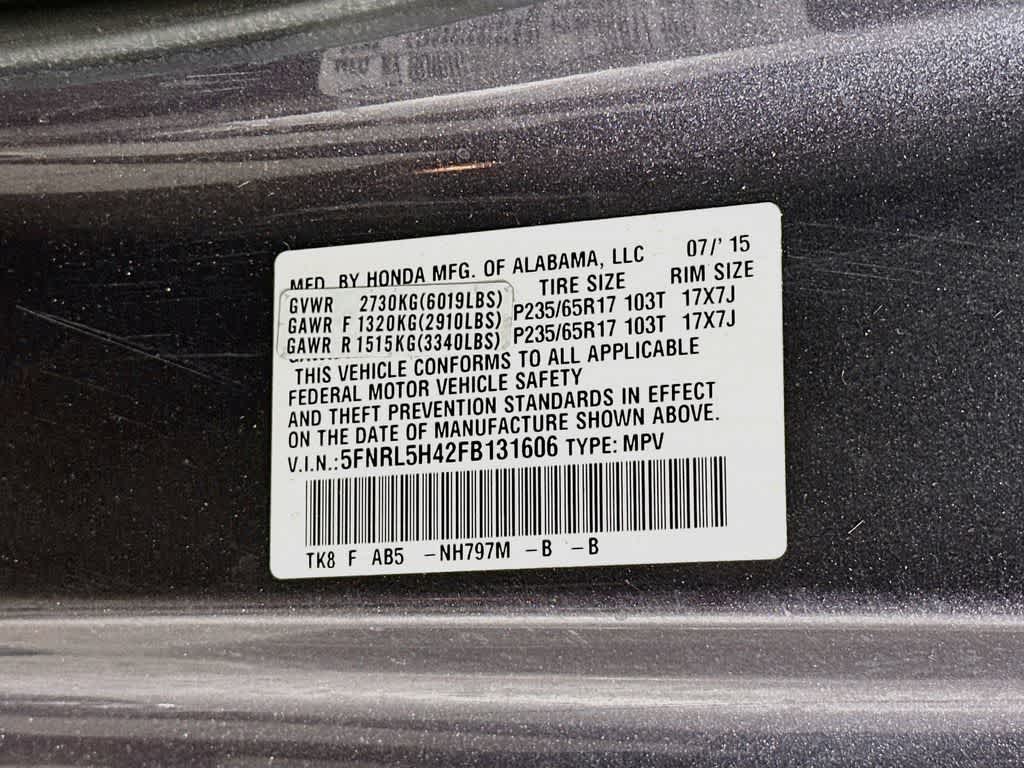 MFD. BY HONDA MFG. OF ALABAMA, LLC 07/'15
TIRE SIZE RIM SIZE
GVWR 2730KG(6019LBS)
GAWR F 1320KG(2910LBS) P235/65R17 103T 17X7J
GAWR R 1515KG(3340LBS) P235/65R17 103T 17X7J
THIS VEHICLE CONFORMS TO ALL APPLICABLE
FEDERAL MOTOR VEHICLE SAFETY
AND THEFT PREVENTION STANDARDS IN EFFECT
ON THE DATE OF MANUFACTURE SHOWN ABOVE.
V.I.N.:5FNRL5H42FB131606 TYPE: MPV
TK8 F AB5 -NH797M -B -B